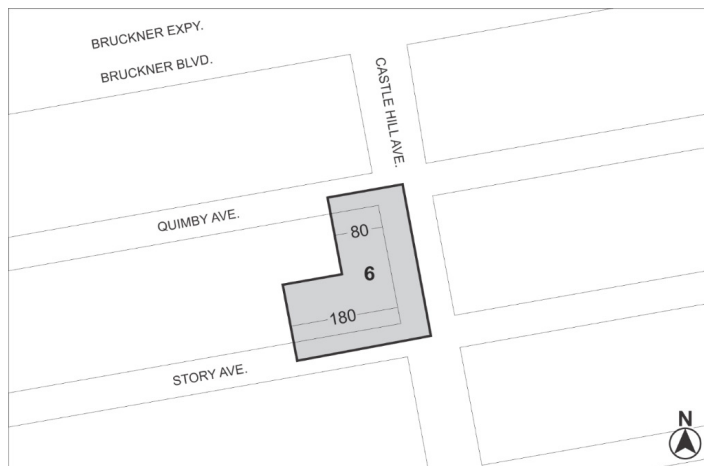 BRUCKNER EXPY.
BRUCKNER BLVD.
CASTLE HILL AVE.
QUIMBY AVE.
80
6
180
STORY AVE.
N